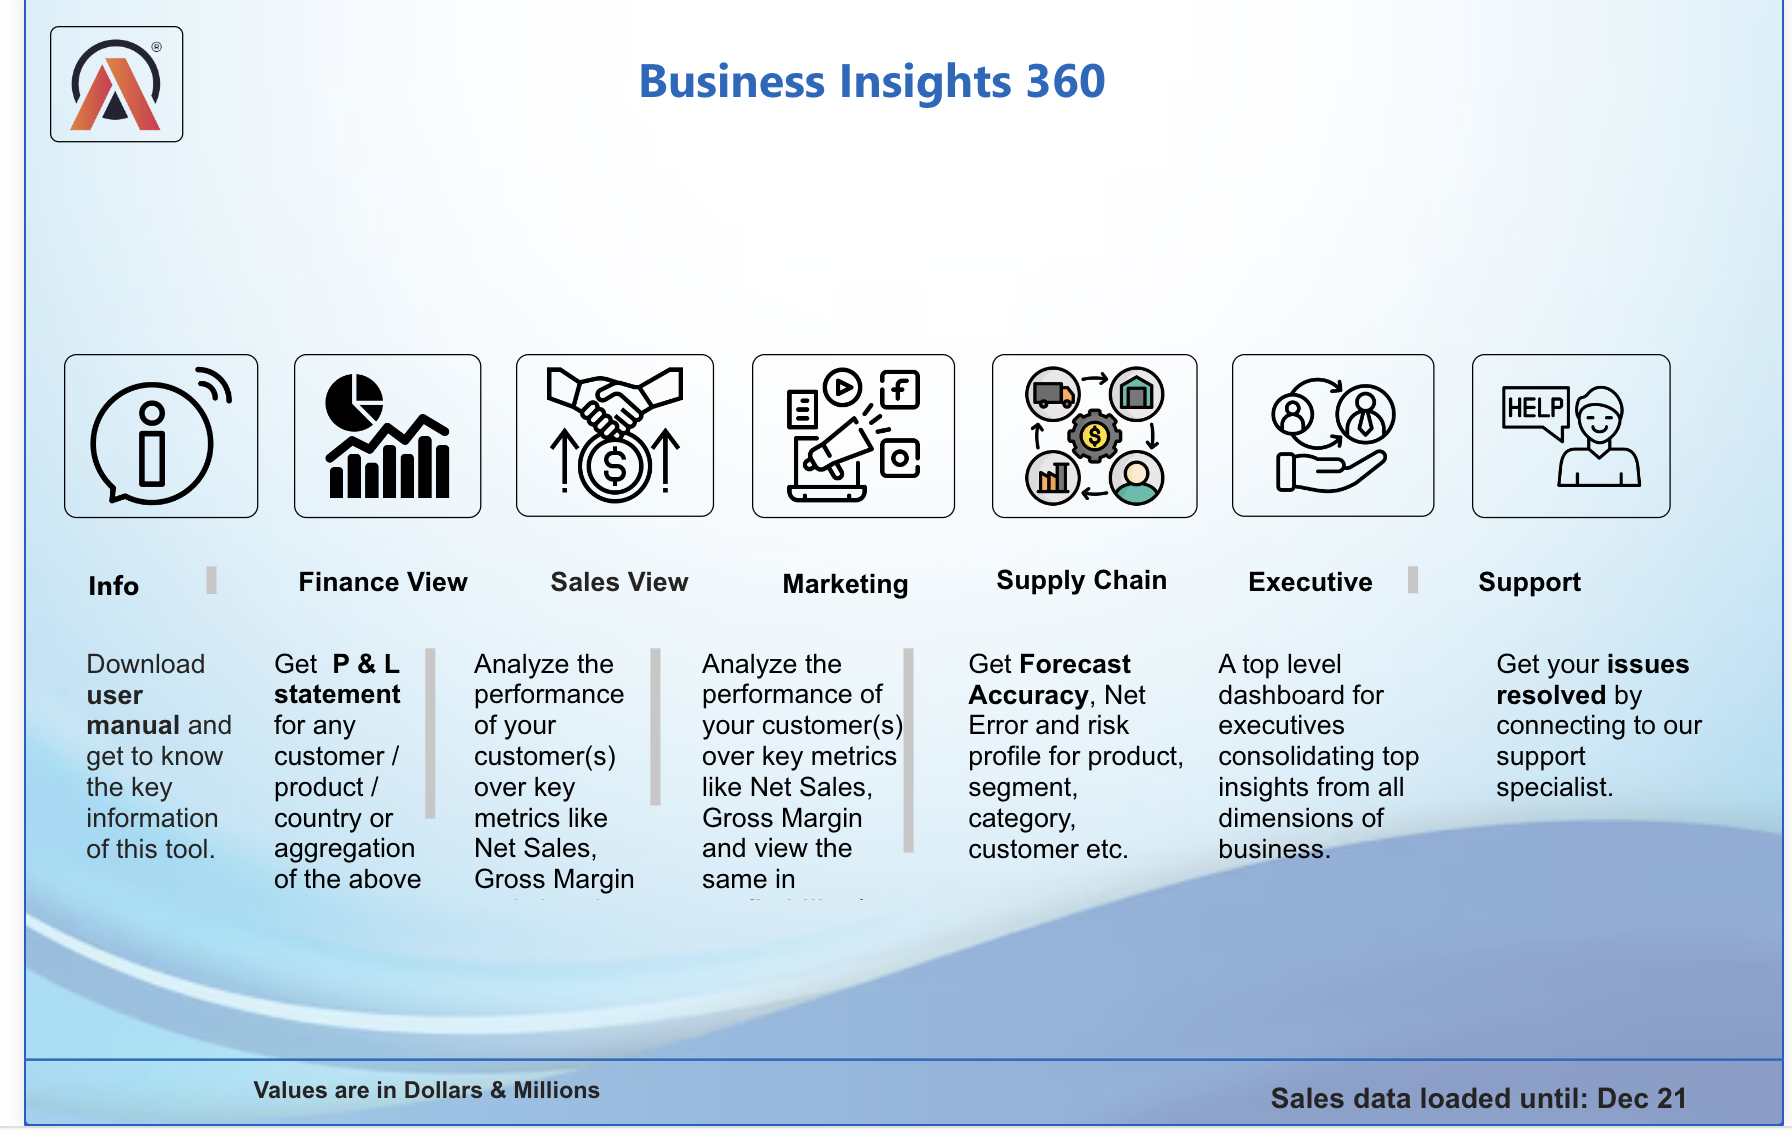 ®
Business Insights 360
HELP
Info
Finance View
Sales View
Marketing
Supply Chain
Executive
Support
Download
user
manual and
get to know
the key
information
of this tool.
Get P & L
statement
for any
customer /
product /
country or
aggregation
of the above
Analyze the
performance
of your
customer(s)
over key
metrics like
Net Sales,
Gross Margin
Analyze the
performance of
your customer(s)
over key metrics
like Net Sales,
Gross Margin
and view the
same in
Get Forecast
Accuracy, Net
Error and risk
profile for product,
segment,
category,
customer etc.
A top level
dashboard for
executives
consolidating top
insights from all
dimensions of
business.
Get your issues
resolved by
connecting to our
support
specialist.
Values are in Dollars & Millions
Sales data loaded until: Dec 21